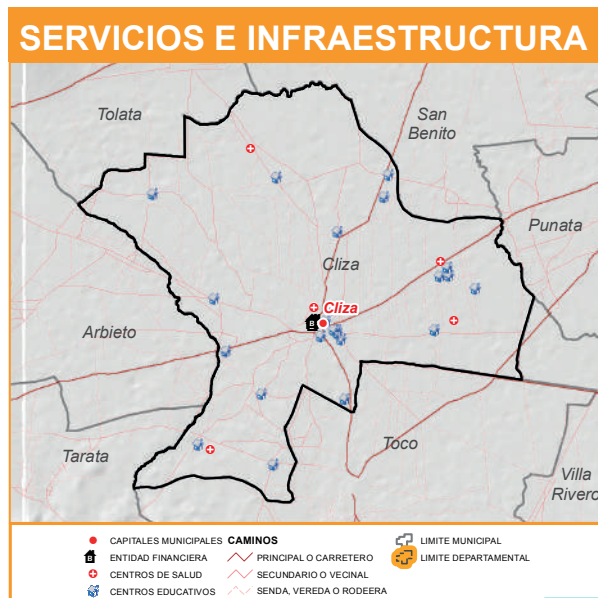 SERVICIOS E INFRAESTRUCTURA
Tolata
San
Benito
Punata
Cliza
Cliza
B
Arbieto
Toco
Tarata
Villa
Rivero
CAPITALES MUNICIPALES
ENTIDAD FINANCIERA
CENTROS DE SALUD
CENTROS EDUCATIVOS
CAMINOS
PRINCIPAL O CARRETERO
SECUNDARIO O VECINAL
SENDA, VEREDA O RODEERA
LIMITE MUNICIPAL
LIMITE DEPARTAMENTAL